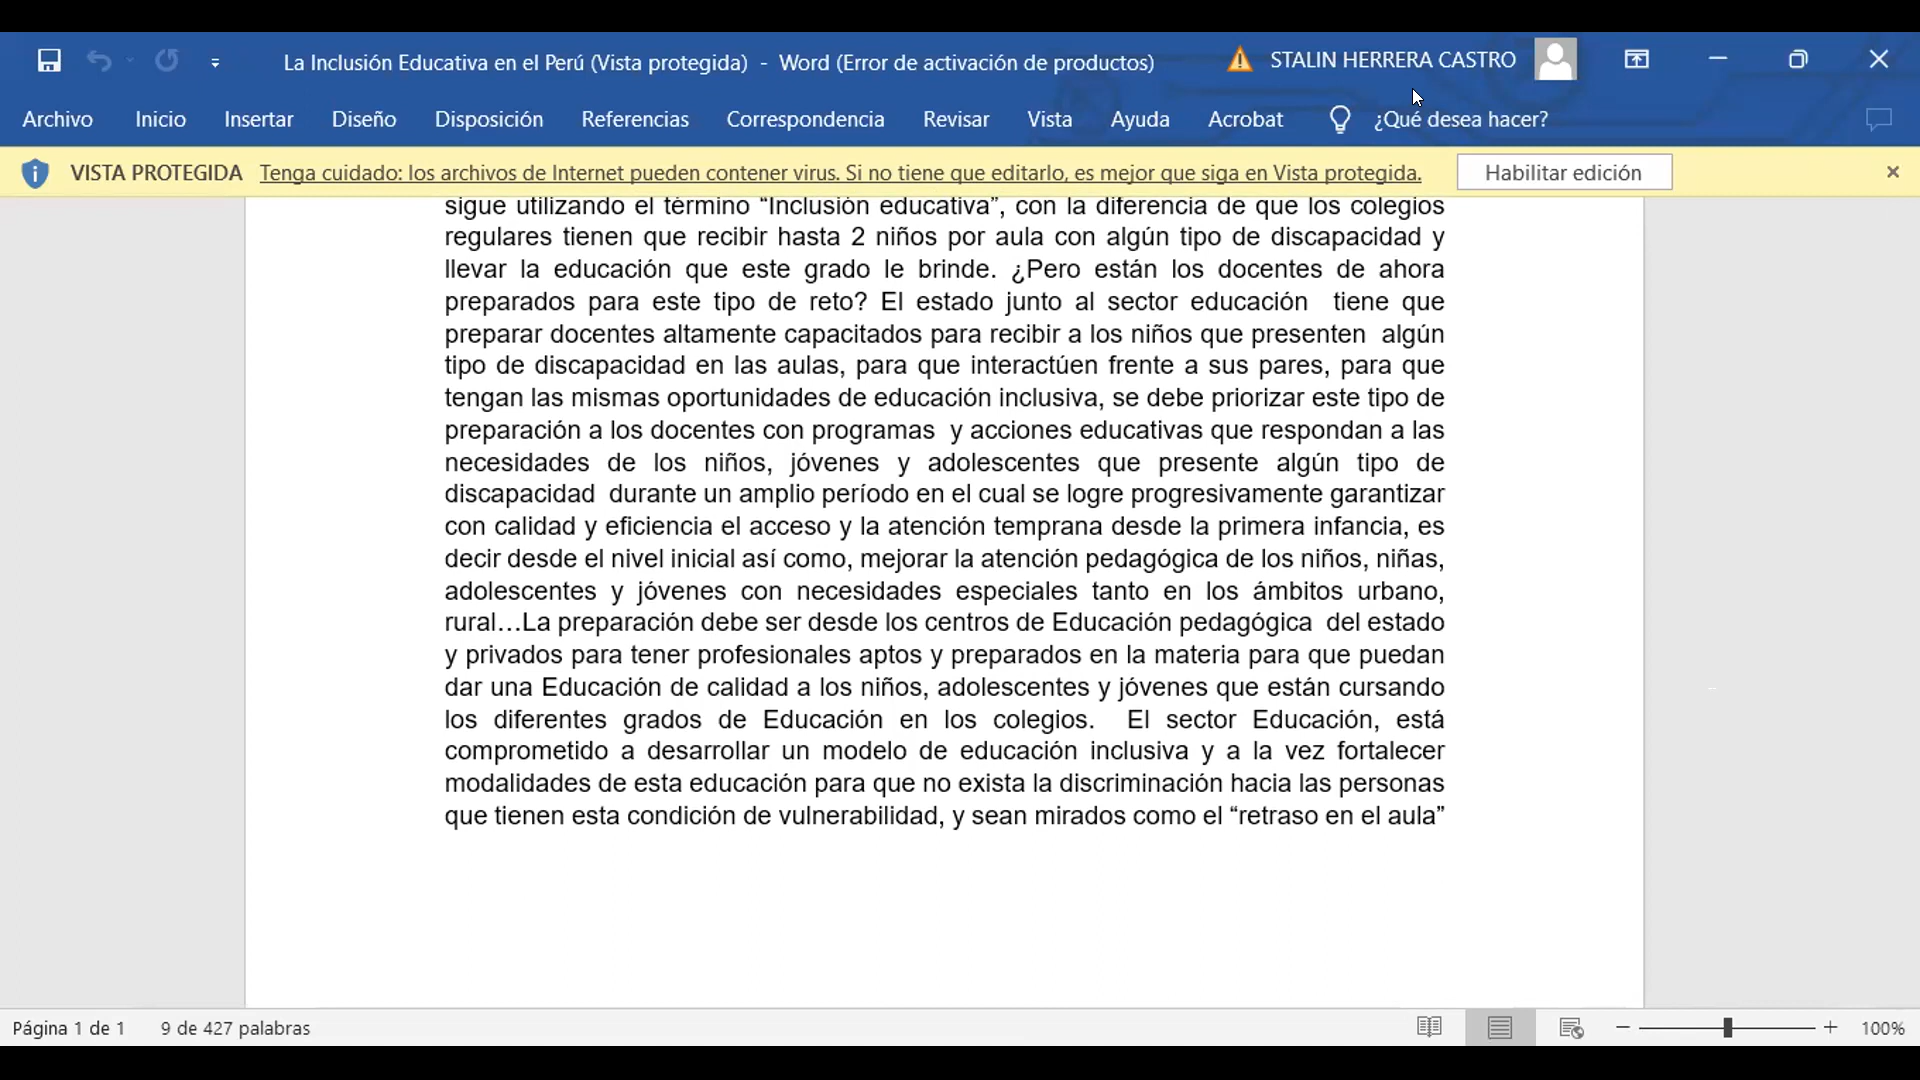 La Inclusión Educativa en el Perú (Vista protegida) - Word (Error de activación de productos)
STALIN HERRERA CASTRO
Archivo Inicio Insertar Diseño Disposición Referencias Correspondencia Revisar Vista Ayuda Acrobat ¿Qué desea hacer?
VISTA PROTEGIDA Tenga cuidado: los archivos de Internet pueden contener virus. Si no tiene que editarlo, es mejor que siga en Vista protegida. Habilitar edición
sigue utilizando el término “Inclusión educativa”, con la diferencia de que los colegios
regulares tienen que recibir hasta 2 niños por aula con algún tipo de discapacidad y
llevar la educación que este grado le brinde. ¿Pero están los docentes de ahora
preparados para este tipo de reto? El estado junto al sector educación tiene que
preparar docentes altamente capacitados para recibir a los niños que presenten algún
tipo de discapacidad en las aulas, para que interactúen frente a sus pares, para que
tengan las mismas oportunidades de educación inclusiva, se debe priorizar este tipo de
preparación a los docentes con programas y acciones educativas que respondan a las
necesidades de los niños, jóvenes y adolescentes que presente algún tipo de
discapacidad durante un amplio período en el cual se logre progresivamente garantizar
con calidad y eficiencia el acceso y la atención temprana desde la primera infancia, es
decir desde el nivel inicial así como, mejorar la atención pedagógica de los niños, niñas,
adolescentes y jóvenes con necesidades especiales tanto en los ámbitos urbano,
rural…La preparación debe ser desde los centros de Educación pedagógica del estado
y privados para tener profesionales aptos y preparados en la materia para que puedan
dar una Educación de calidad a los niños, adolescentes y jóvenes que están cursando
los diferentes grados de Educación en los colegios. El sector Educación, está
comprometido a desarrollar un modelo de educación inclusiva y a la vez fortalecer
modalidades de esta educación para que no exista la discriminación hacia las personas
que tienen esta condición de vulnerabilidad, y sean mirados como el “retraso en el aula”
Página 1 de 1 9 de 427 palabras 100%